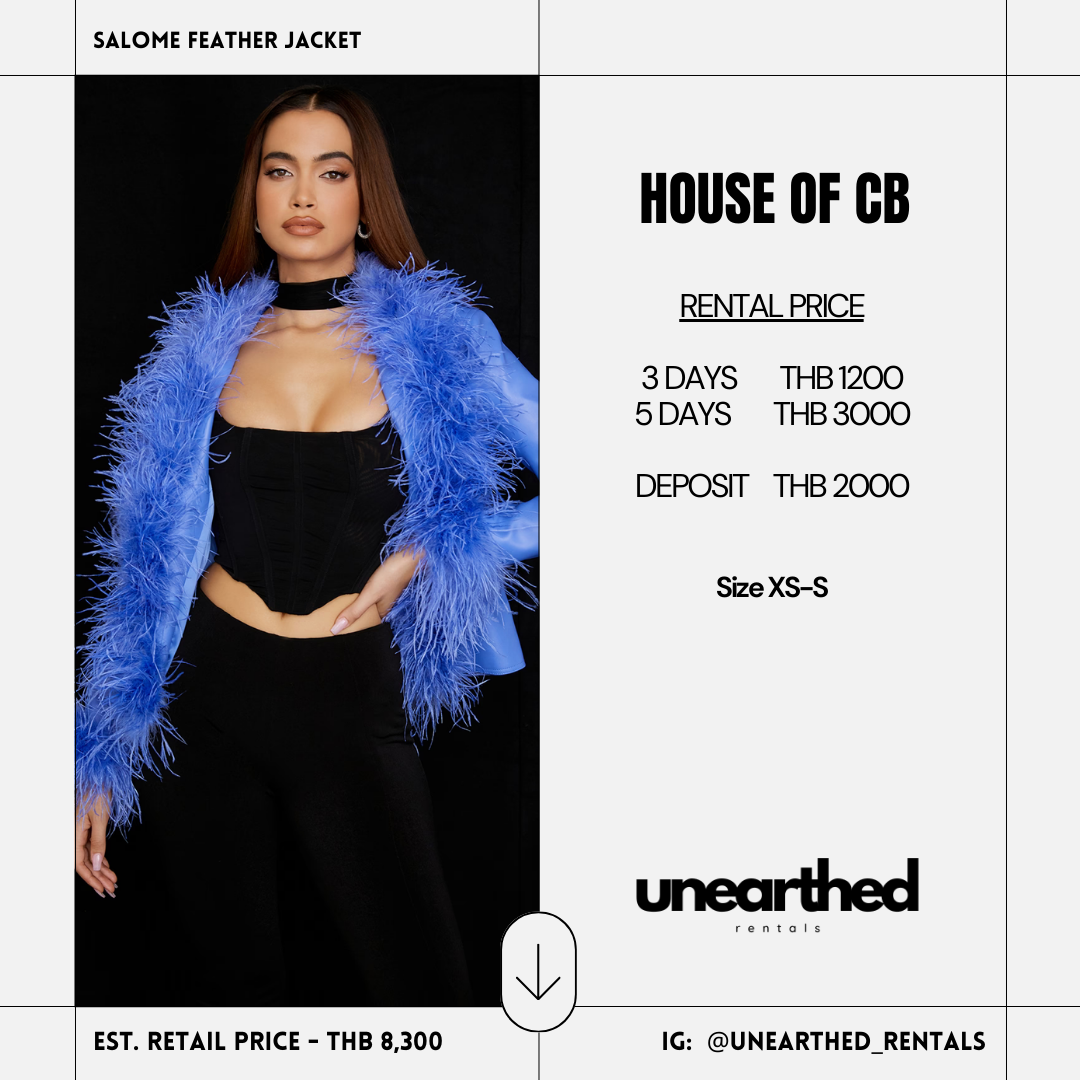 SALOME FEATHER JACKET
HOUSE OF CB
RENTAL PRICE
3 DAYS THB 1200
5 DAYS THB 3000
DEPOSIT THB 2000
Size XS-S
unearthed
rentals
EST. RETAIL PRICE - THB 8,300
IG: @UNEARTHED_RENTALS